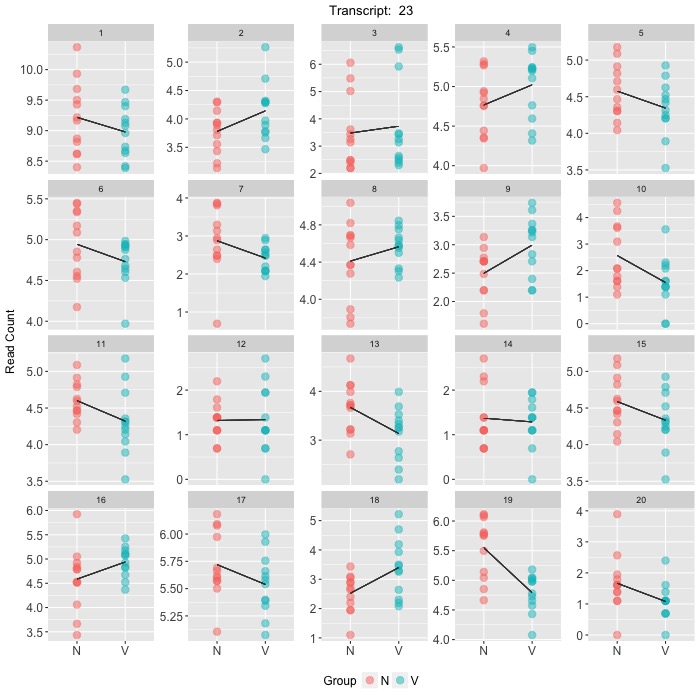 Transcript: 23
1 2 3 4 5
10.0 9.5 9.0 8.5
5.0 4.5 4.0 3.5
6 5 4 3 2
5.5 5.0 4.5 4.0
5.0 4.5 4.0 3.5
6 7 8 9 10
5.5 5.0 4.5 4.0
4 3 2 1
4.8 4.4 4.0
3.5 3.0 2.5 2.0
4 3 2 1 0
Read Count
11 12 13 14 15
5.0 4.5 4.0 3.5
2 1 0
4 3
2 1 0
5.0 4.5 4.0 3.5
16 17 18 19 20
6.0 5.5 5.0 4.5 4.0 3.5
6.00 5.75 5.50 5.25
5 4 3 2 1
6.0 5.5 5.0 4.5 4.0
4 3 2 1 0
N V N V N V N V N V
Group N V